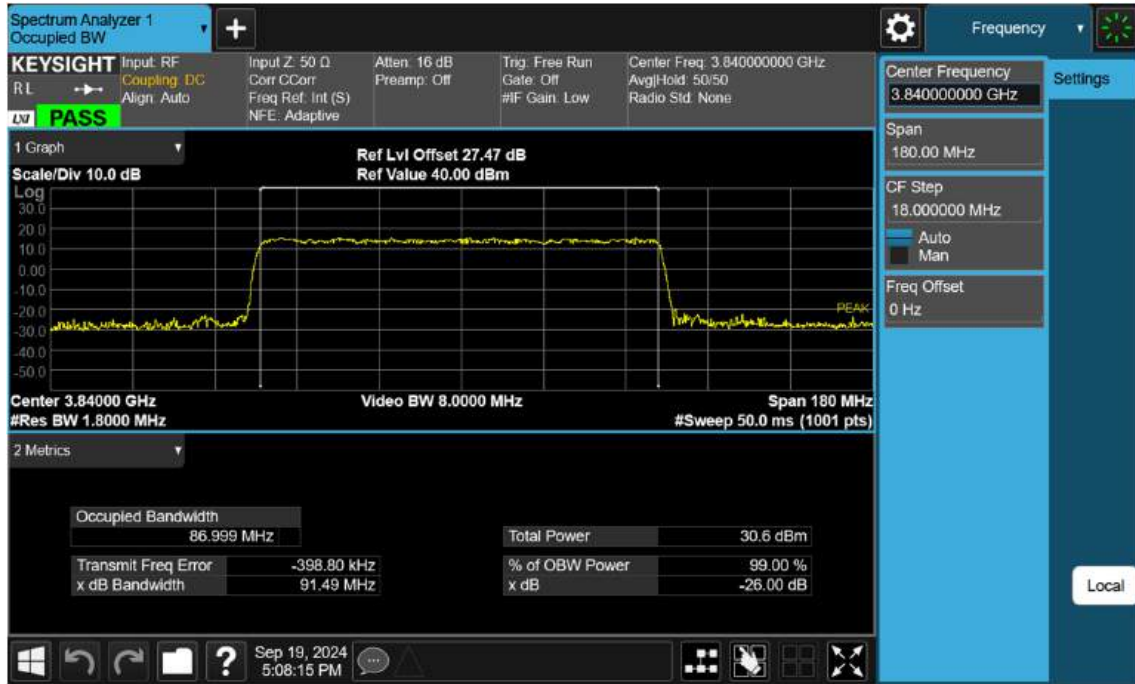 Spectrum Analyzer 1
Occupied BW
+
Frequency
KEYSIGHT
R L
LXI
PASS
Input: RF
Coupling: DC
Align: Auto
Input Z: 50 Ω
Corr CCorr
Freq Ref: Int (S)
NFE: Adaptive
Atten: 16 dB
Preamp: Off
Trig: Free Run
Gate: Off
#IF Gain: Low
Center Freq: 3.840000000 GHz
Avg|Hold: 50/50
Radio Std: None
Center Frequency
3.840000000 GHz
Settings
Span
180.00 MHz
CF Step
18.000000 MHz
Auto
Man
Freq Offset
0 Hz
Local
1 Graph
Scale/Div 10.0 dB
Ref Lvl Offset 27.47 dB
Ref Value 40.00 dBm
Log
30.0
20.0
10.0
0.00
-10.0
-20.0
-30.0
-40.0
-50.0
PEAK
Center 3.84000 GHz
#Res BW 1.8000 MHz
Video BW 8.0000 MHz
Span 180 MHz
#Sweep 50.0 ms (1001 pts)
2 Metrics
Occupied Bandwidth
86.999 MHz
Transmit Freq Error -398.80 kHz
x dB Bandwidth 91.49 MHz
Total Power 30.6 dBm
% of OBW Power 99.00 %
x dB -26.00 dB
?
Sep 19, 2024
5:08:15 PM